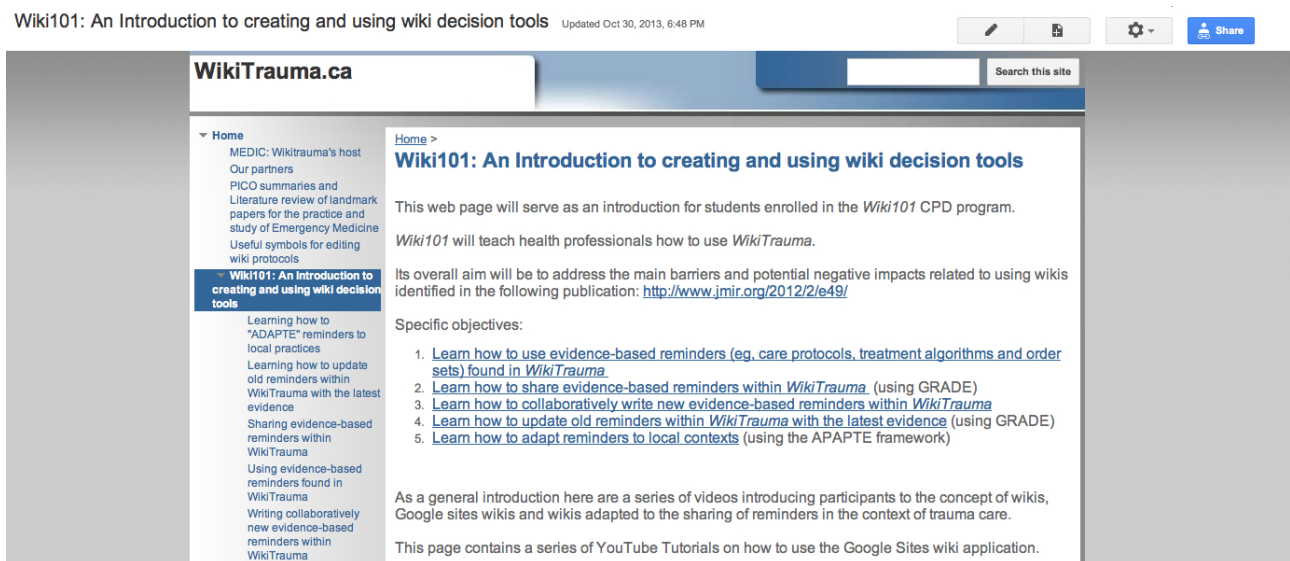 Wiki101: An Introduction to creating and using wiki decision tools Updated Oct 30, 2013, 6:48 PM
Share
WikiTrauma.ca
Search this site
Home
MEDIC: Wikitrauma's host
Our partners
PICO summaries and
Literature review of landmark
papers for the practice and
study of Emergency Medicine
Useful symbols for editing
wiki protocols
Wiki101: An Introduction to
creating and using wiki decision
tools
Learning how to
"ADAPTE" reminders to
local practices
Learning how to update
old reminders within
WikiTrauma with the latest
evidence
Sharing evidence-based
reminders within
WikiTrauma
Using evidence-based
reminders found in
WikiTrauma
Writing collaboratively
new evidence-based
reminders within
WikiTrauma
Home >
Wiki101: An Introduction to creating and using wiki decision tools
This web page will serve as an introduction for students enrolled in the Wiki101 CPD program.
Wiki101 will teach health professionals how to use WikiTrauma.
Its overall aim will be to address the main barriers and potential negative impacts related to using wikis
identified in the following publication: http://www.jmir.org/2012/2/e49/
Specific objectives:
1. Learn how to use evidence-based reminders (eg, care protocols, treatment algorithms and order
sets) found in WikiTrauma
2. Learn how to share evidence-based reminders within WikiTrauma (using GRADE)
3. Learn how to collaboratively write new evidence-based reminders within WikiTrauma
4. Learn how to update old reminders within WikiTrauma with the latest evidence (using GRADE)
5. Learn how to adapt reminders to local contexts (using the APAPTE framework)
As a general introduction here are a series of videos introducing participants to the concept of wikis,
Google sites wikis and wikis adapted to the sharing of reminders in the context of trauma care.
This page contains a series of YouTube Tutorials on how to use the Google Sites wiki application.